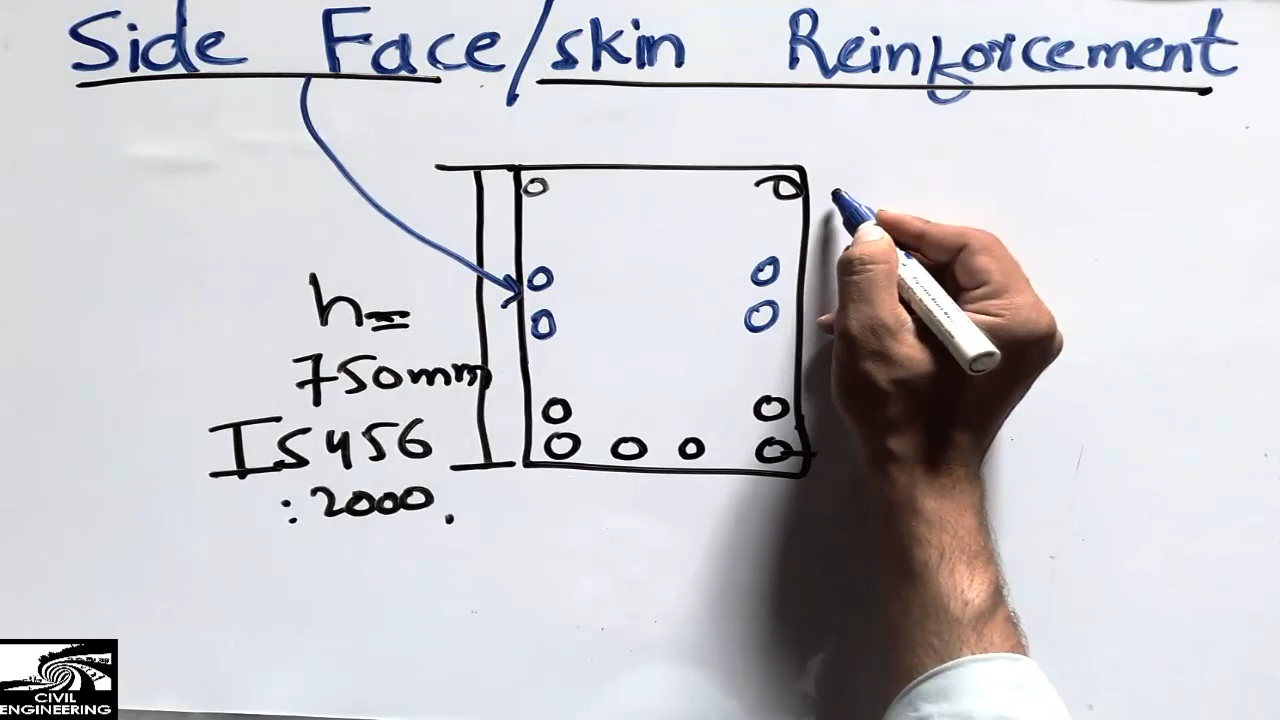 Side Face/skin Reinforcement
h=
750mm
IS456
:2000.
CIVIL
ENGINEERING